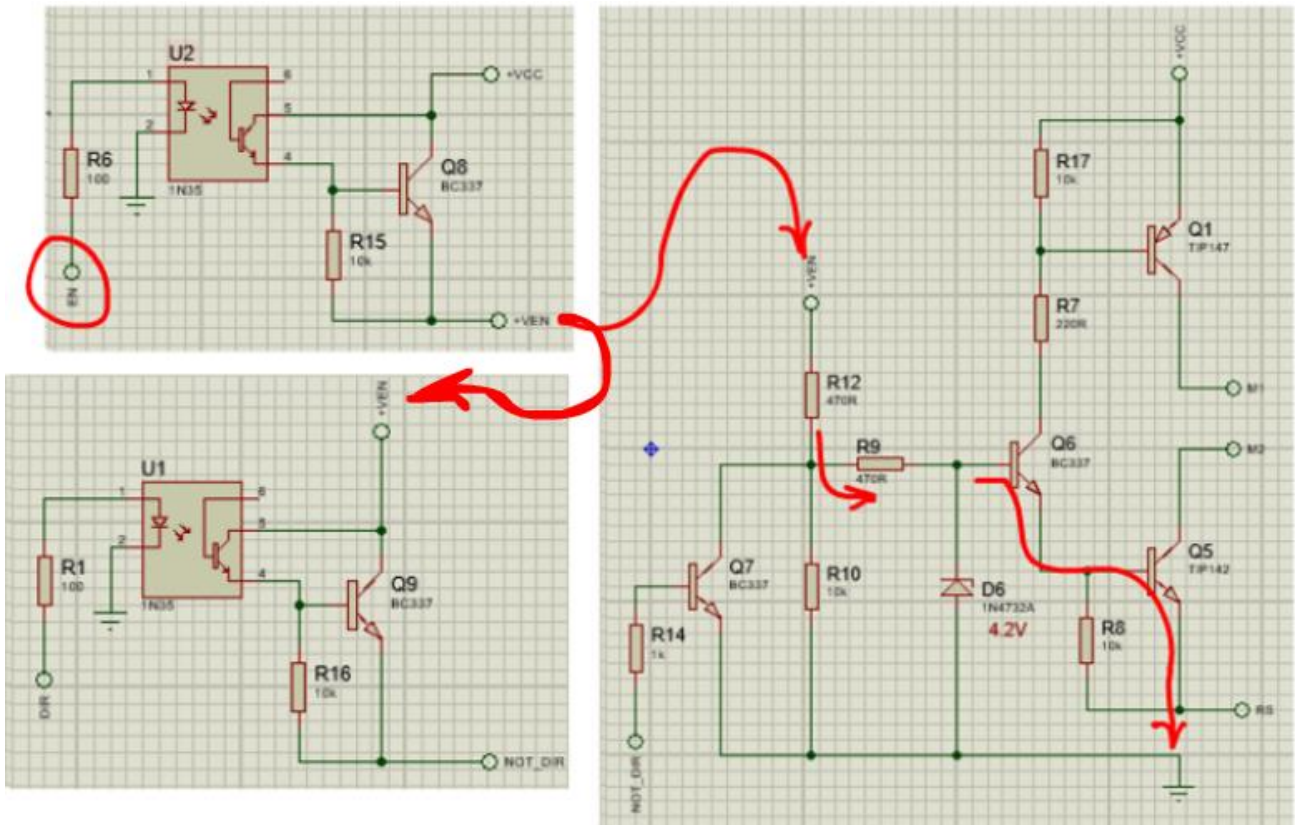 U2
1
2
6
5
4
1N35
R6
100
EN
+VCC
Q8
BC337
R15
10k
+VEN
+VEN
U1
1
2
6
4
1N35
R1
100
DIR
Q9
BC337
R16
10k
NOT_DIR
+VCC
R17
10k
Q1
TIP147
R7
220R
M1
+VEN
R12
470R
R9
470R
Q6
BC337
M2
Q7
BC337
R10
10k
D6
1N4732A
4.2V
Q5
TIP142
R8
10k
R14
1k
RS
NOT_DIR